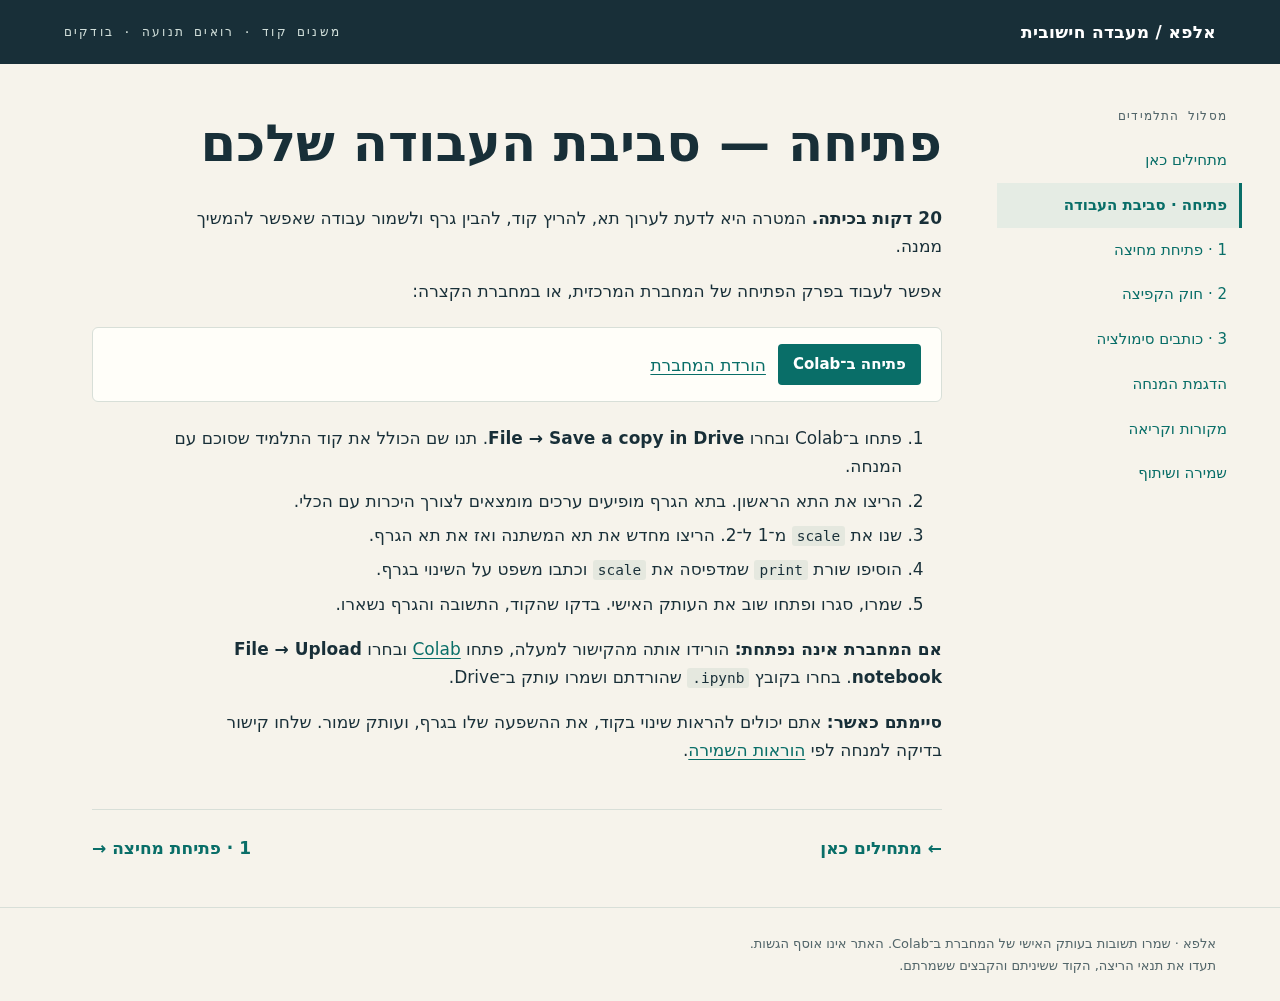 אלפא / מעבדה חישובית
משנים קוד · רואים תנועה · בודקים
מסלול התלמידים
מתחילים כאן
פתיחה · סביבת העבודה
1 · פתיחת מחיצה
2 · חוק הקפיצה
3 · כותבים סימולציה
הדגמת המנחה
מקורות וקריאה
שמירה ושיתוף
פתיחה — סביבת העבודה שלכם
20 דקות בכיתה. המטרה היא לדעת לערוך תא, להריץ קוד, להבין גרף ולשמור עבודה שאפשר להמשיך
ממנה.
אפשר לעבוד בפרק הפתיחה של המחברת המרכזית, או במחברת הקצרה:
פתיחה ב־Colab הורדת המחברת
1. פתחו ב־Colab ובחרו File → Save a copy in Drive. תנו שם הכולל את קוד התלמיד שסוכם עם
המנחה.
2. הריצו את התא הראשון. בתא הגרף מופיעים ערכים מומצאים לצורך היכרות עם הכלי.
3. שנו את scale מ־1 ל־2. הריצו מחדש את תא המשתנה ואז את תא הגרף.
4. הוסיפו שורת print שמדפיסה את scale וכתבו משפט על השינוי בגרף.
5. שמרו, סגרו ופתחו שוב את העותק האישי. בדקו שהקוד, התשובה והגרף נשארו.
אם המחברת אינה נפתחת: הורידו אותה מהקישור למעלה, פתחו Colab ובחרו File → Upload
notebook. בחרו בקובץ .ipynb שהורדתם ושמרו עותק ב־Drive.
סיימתם כאשר: אתם יכולים להראות שינוי בקוד, את ההשפעה שלו בגרף, ועותק שמור. שלחו קישור
בדיקה למנחה לפי הוראות השמירה.
← מתחילים כאן
1 · פתיחת מחיצה →
אלפא · שמרו תשובות בעותק האישי של המחברת ב־Colab. האתר אינו אוסף הגשות.
תעדו את תנאי הריצה, הקוד ששיניתם והקבצים ששמרתם.